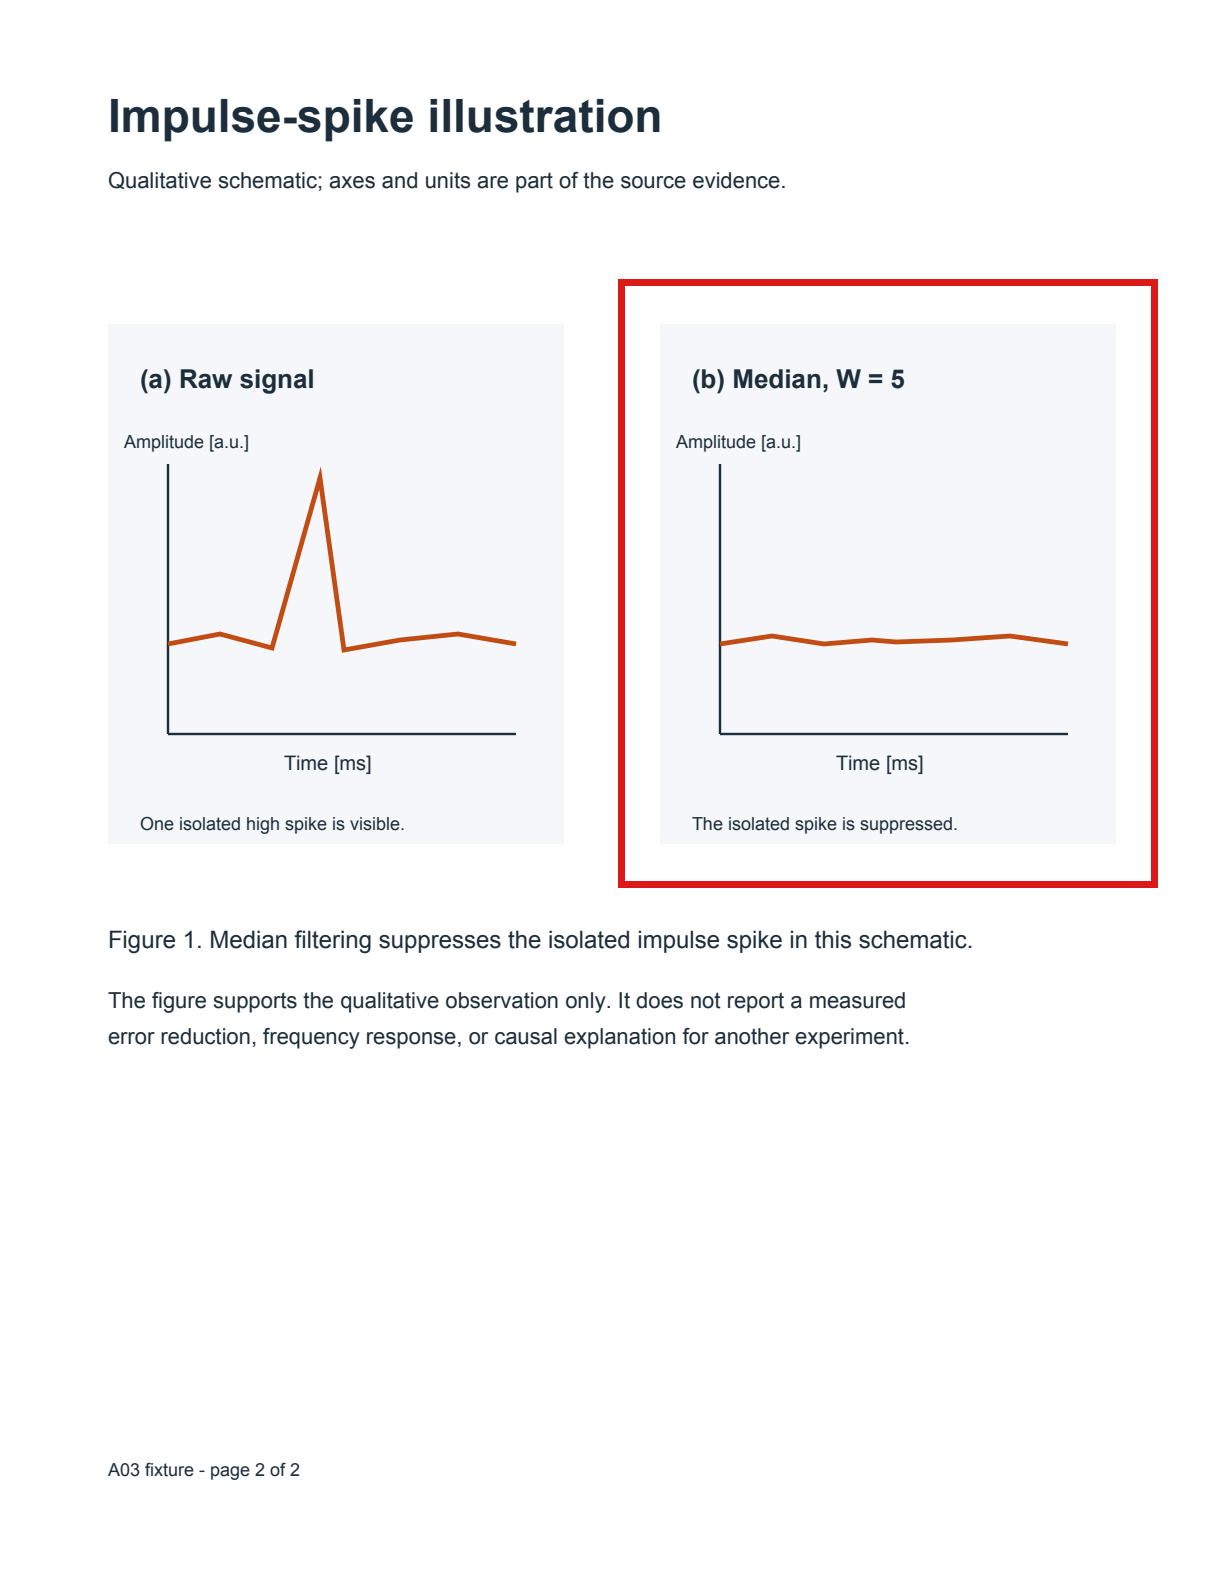 Impulse-spike illustration
Qualitative schematic; axes and units are part of the source evidence.
(a) Raw signal
Amplitude [a.u.]
Time [ms]
One isolated high spike is visible.
(b) Median, W = 5
Amplitude [a.u.]
Time [ms]
The isolated spike is suppressed.
Figure 1. Median filtering suppresses the isolated impulse spike in this schematic.
The figure supports the qualitative observation only. It does not report a measured
error reduction, frequency response, or causal explanation for another experiment.
A03 fixture - page 2 of 2